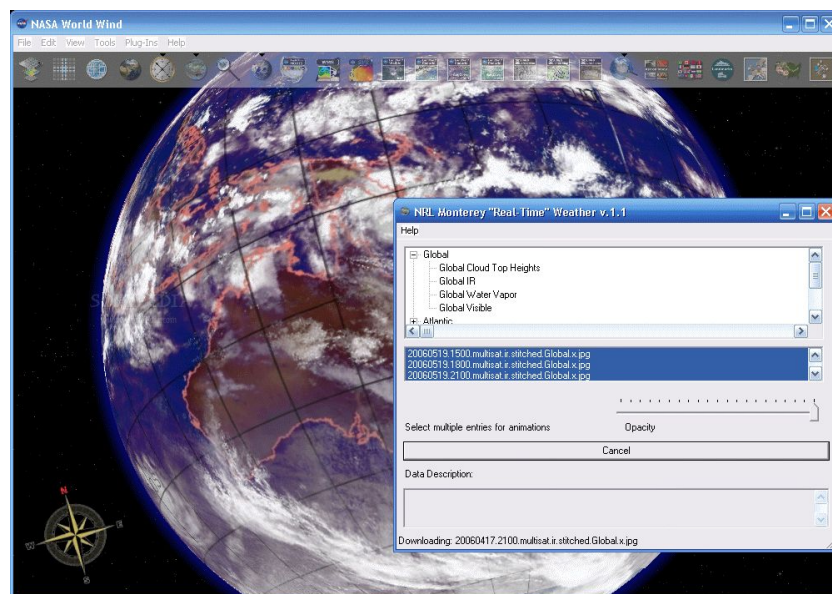 NASA World Wind
File Edit View Tools Plug-Ins Help
NRL Monterey "Real-Time" Weather v.1.1
Help
Global
Global Cloud Top Heights
Global IR
Global Water Vapor
Global Visible
Atlantic
20060519.1500.multisat.ir.stitched.Global.x.jpg
20060519.1800.multisat.ir.stitched.Global.x.jpg
20060519.2100.multisat.ir.stitched.Global.x.jpg
Select multiple entries for animations Opacity
Cancel
Data Description:
Downloading: 20060417.2100.multisat.ir.stitched.Global.x.jpg
N
W E
S